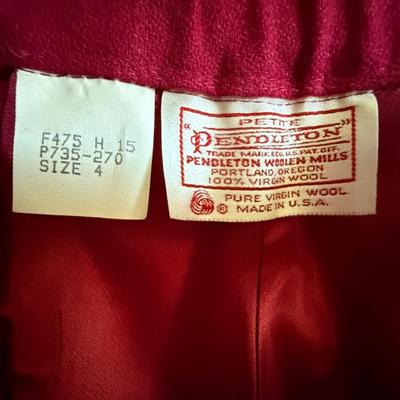 F475 H 15
P735-270
SIZE 4
PETITE
"PENDLETON"
TRADE MARK REG. U.S. PAT. OFF.
PENDLETON WOOLEN MILLS
PORTLAND, OREGON
100% VIRGIN WOOL
PURE VIRGIN WOOL
® MADE IN U.S.A.